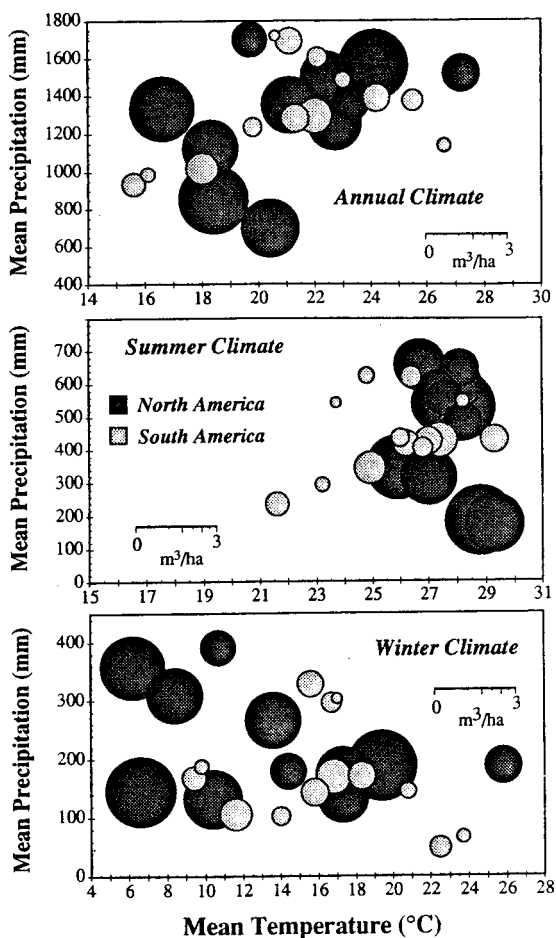 Mean Precipitation (mm)
1800
1600
1400
1200
1000
800
600
400
Annual Climate
0 3
m³/ha
14 16 18 20 22 24 26 28 30
Mean Precipitation (mm)
700
600
500
400
300
200
100
0
Summer Climate
North America
South America
0 3
m³/ha
15 17 19 21 23 25 27 29 31
Mean Precipitation (mm)
400
300
200
100
0
Winter Climate
0 3
m³/ha
4 6 8 10 12 14 16 18 20 22 24 26 28
Mean Temperature (°C)